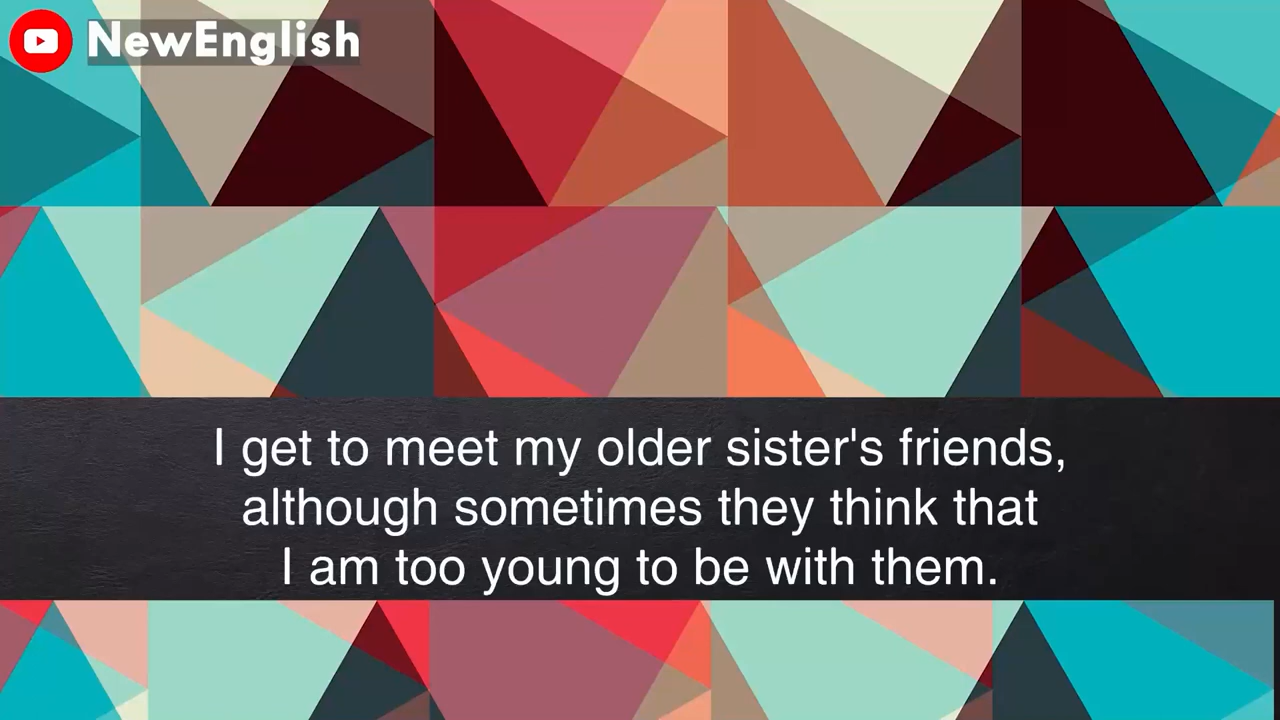 NewEnglish
I get to meet my older sister's friends,
although sometimes they think that
I am too young to be with them.